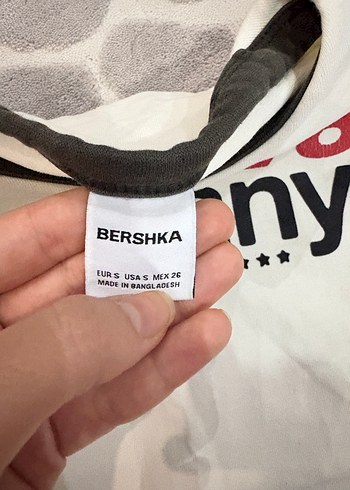 BERSHKA
EUR S USA S MEX 26
MADE IN BANGLADESH
nny